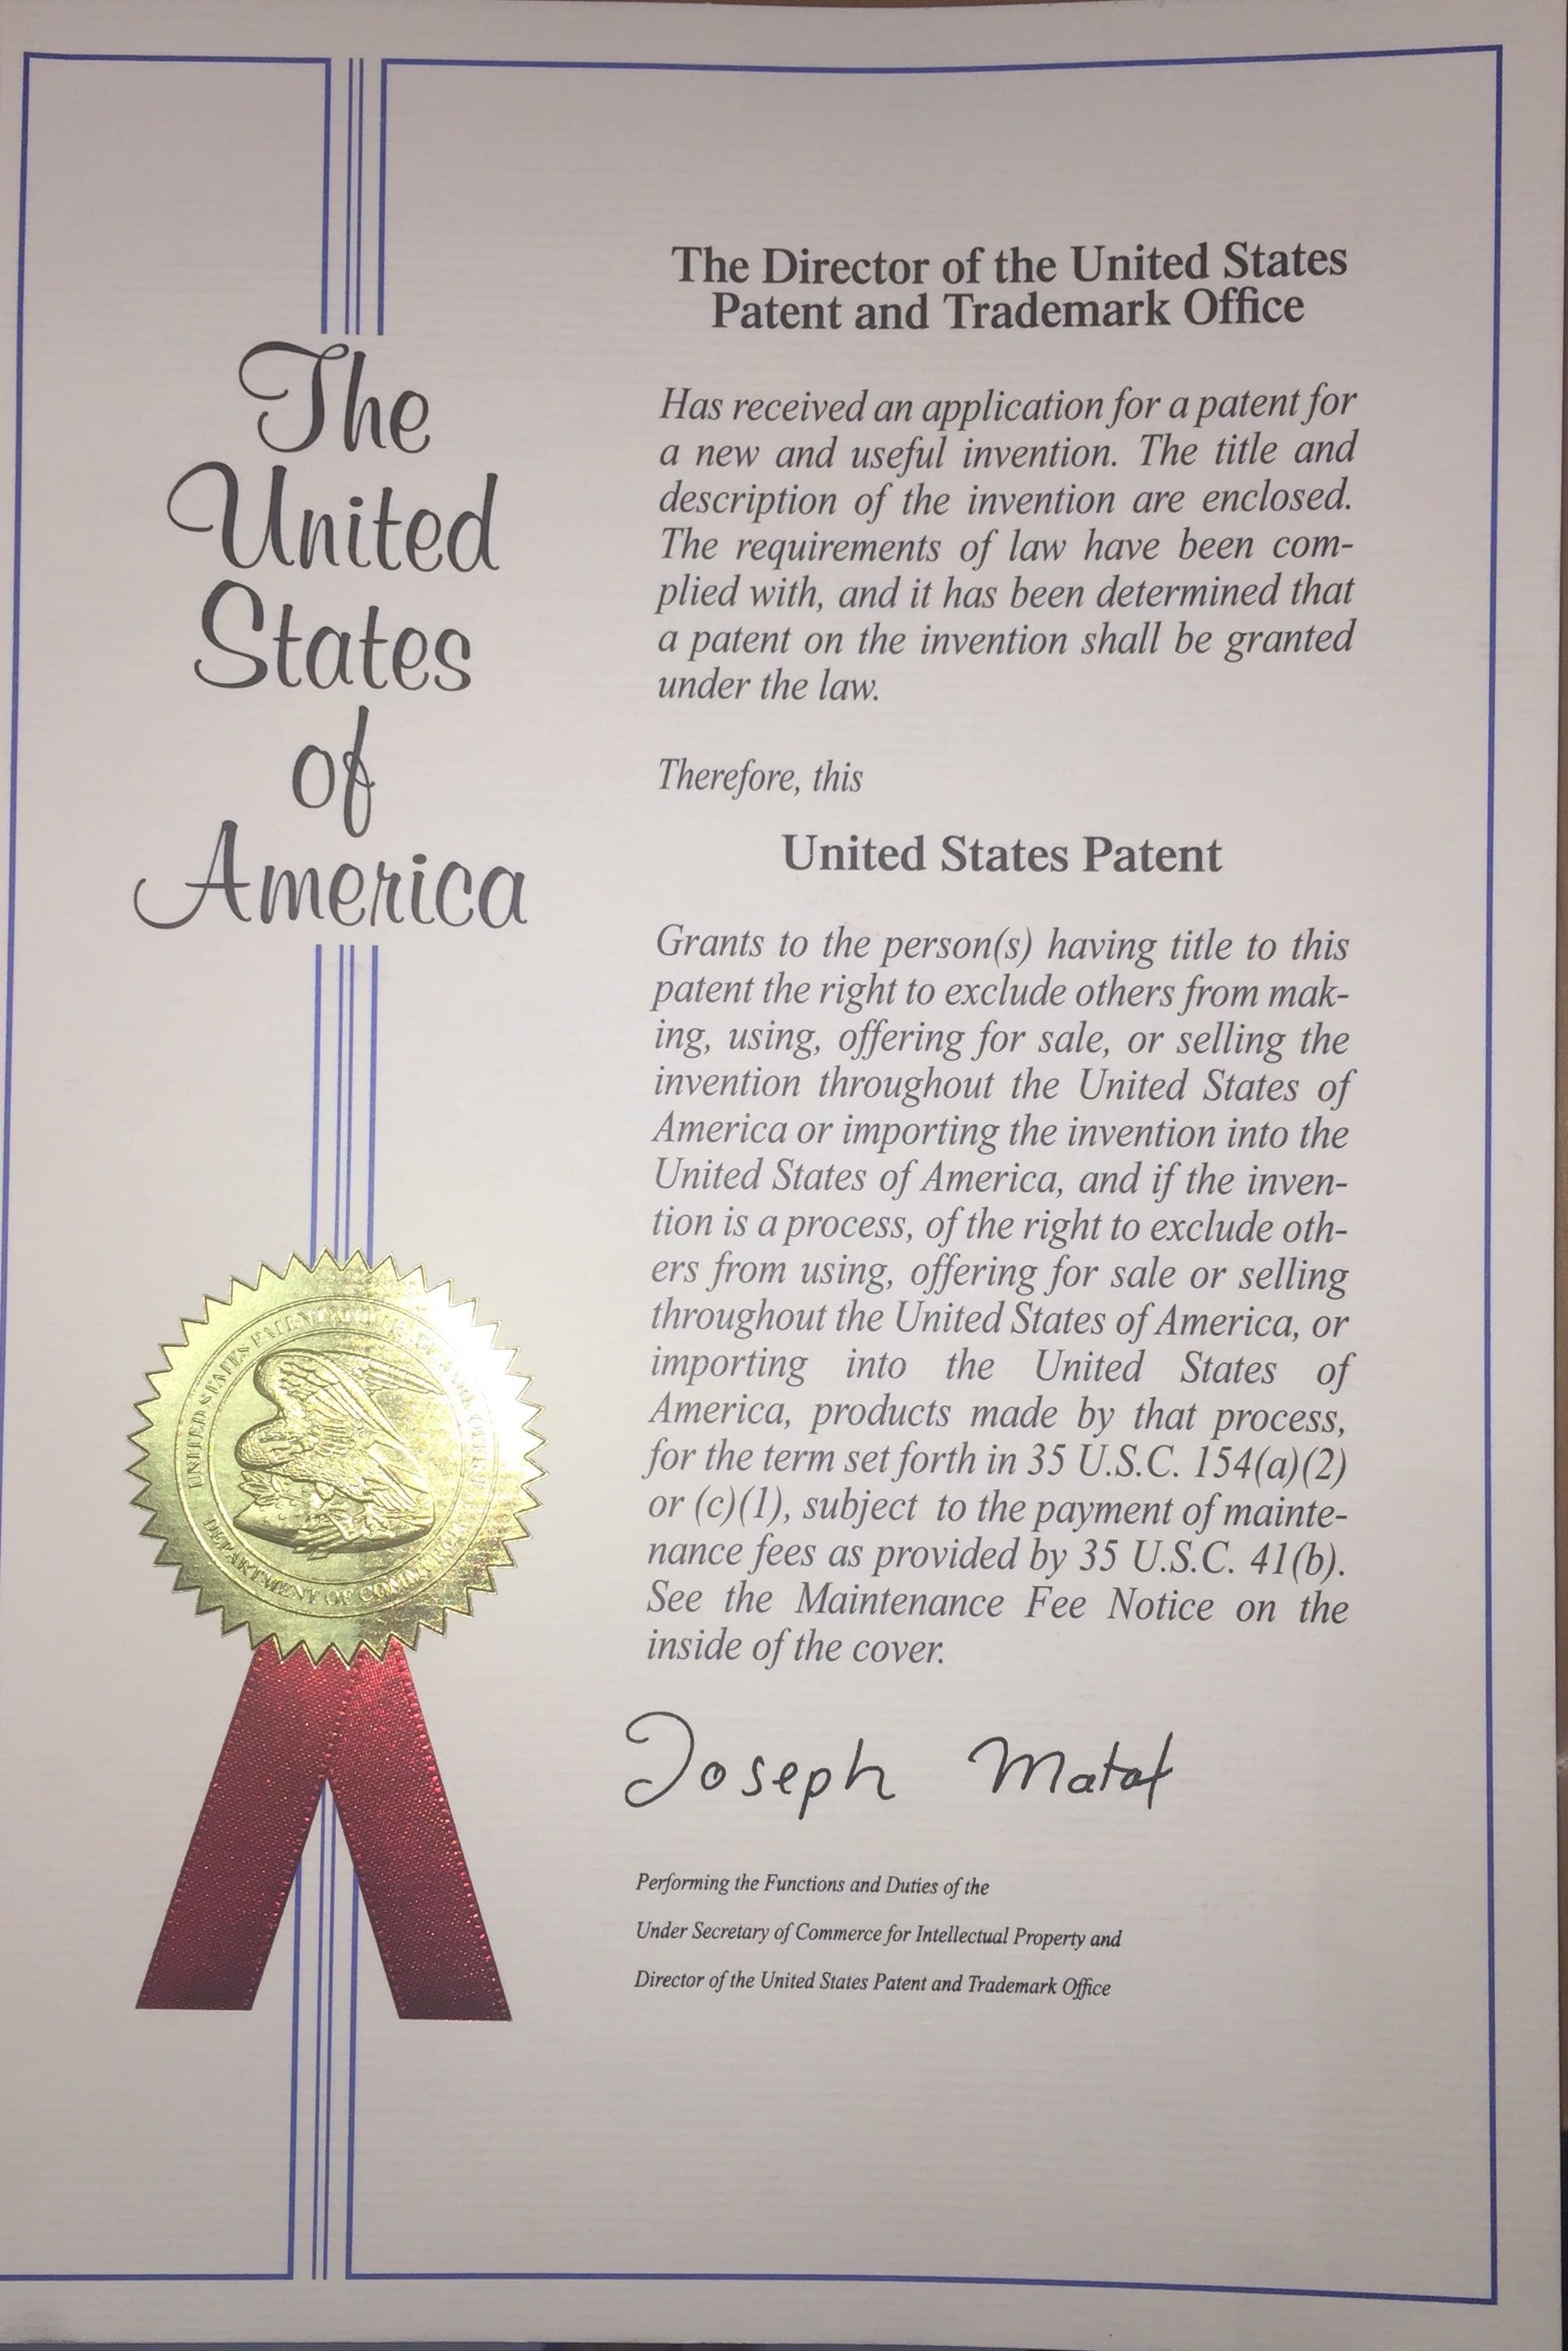 The
United
States
of
America
The Director of the United States
Patent and Trademark Office
Has received an application for a patent for
a new and useful invention. The title and
description of the invention are enclosed.
The requirements of law have been com-
plied with, and it has been determined that
a patent on the invention shall be granted
under the law.
Therefore, this
United States Patent
Grants to the person(s) having title to this
patent the right to exclude others from mak-
ing, using, offering for sale, or selling the
invention throughout the United States of
America or importing the invention into the
United States of America, and if the inven-
tion is a process, of the right to exclude oth-
ers from using, offering for sale or selling
throughout the United States of America, or
importing into the United States of
America, products made by that process,
for the term set forth in 35 U.S.C. 154(a)(2)
or (c)(1), subject to the payment of mainte-
nance fees as provided by 35 U.S.C. 41(b).
See the Maintenance Fee Notice on the
inside of the cover.
Joseph Matal
Performing the Functions and Duties of the
Under Secretary of Commerce for Intellectual Property and
Director of the United States Patent and Trademark Office
UNITED STATES PATENT AND TRADEMARK OFFICE
DEPARTMENT OF COMMERCE